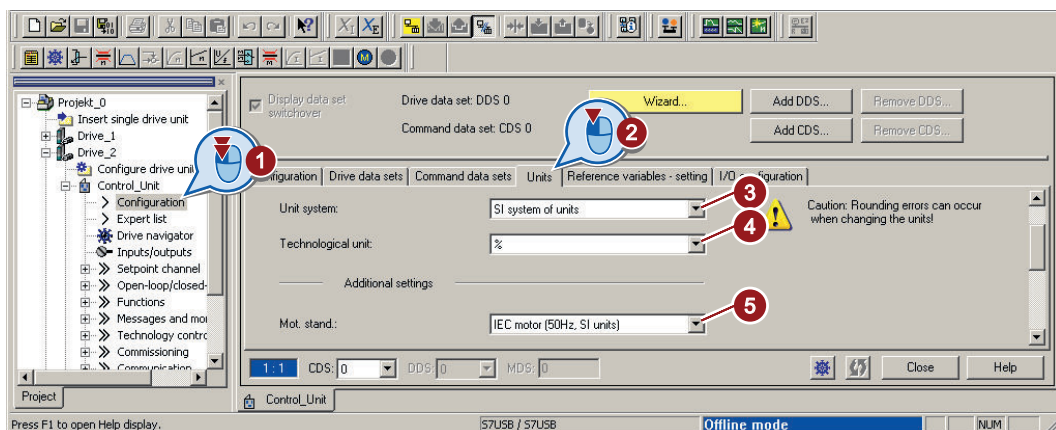 Projekt_0
Insert single drive unit
Drive_1
Drive_2
Configure drive unit
Control_Unit
Configuration
Expert list
Drive navigator
Inputs/outputs
Setpoint channel
Open-loop/closed-
Functions
Messages and mor
Technology contrc
Commissioning
Communication
Project
1
Display data set
switchover
Drive data set: DDS 0
Command data set: CDS 0
Wizard...
Add DDS...
Remove DDS...
Add CDS...
Remove CDS...
2
Drive data sets
Command data sets
Units
Reference variables - setting
Unit system:
SI system of units
3
Caution: Rounding errors can occur
when changing the units!
Technological unit:
%
4
Additional settings
Mot. stand.:
IEC motor (50Hz, SI units)
5
1:1
CDS: 0
DDS: 0
MDS: 0
Close
Help
Control_Unit
Press F1 to open Help display.
S7USB / S7USB
Offline mode
NUM